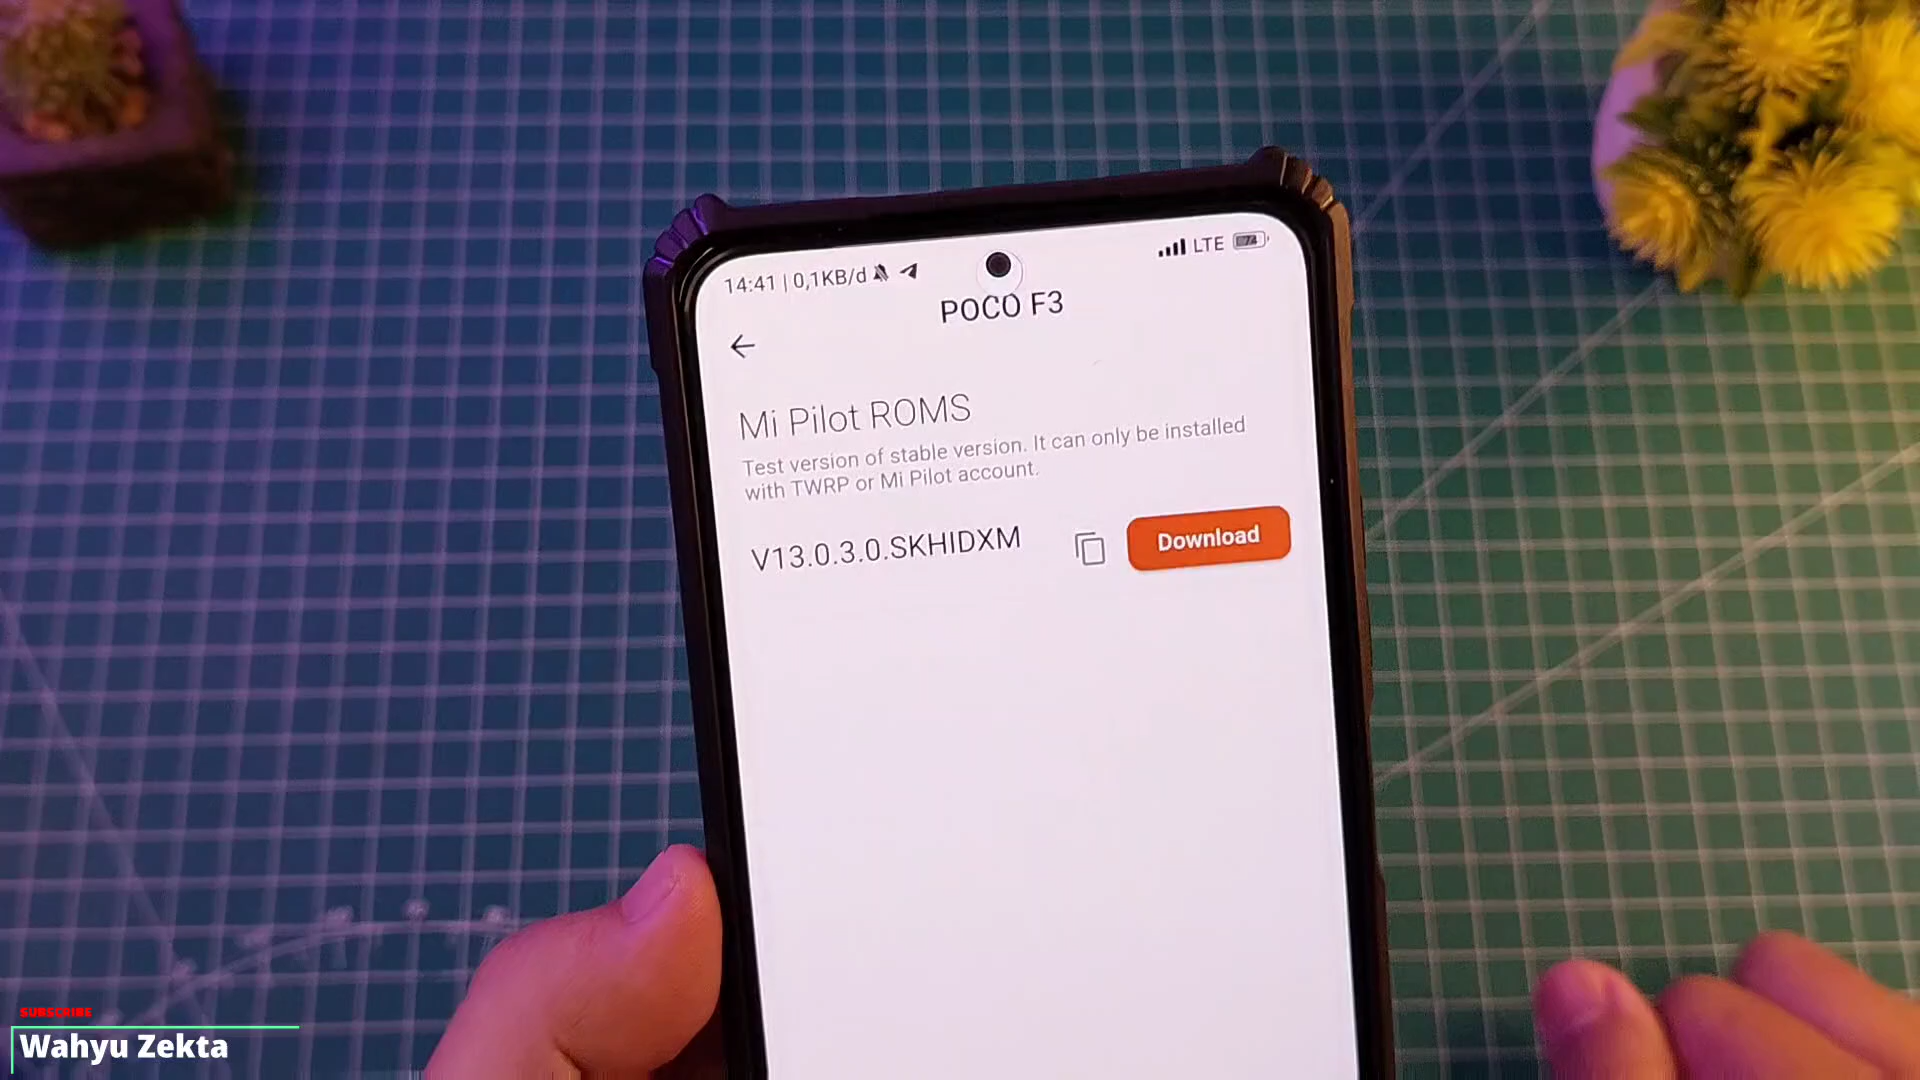 14:41 | 0,1KB/d
LTE 74
POCO F3
Mi Pilot ROMS
Test version of stable version. It can only be installed
with TWRP or Mi Pilot account.
V13.0.3.0.SKHIDXM
Download
SUBSCRIBE
Wahyu Zekta